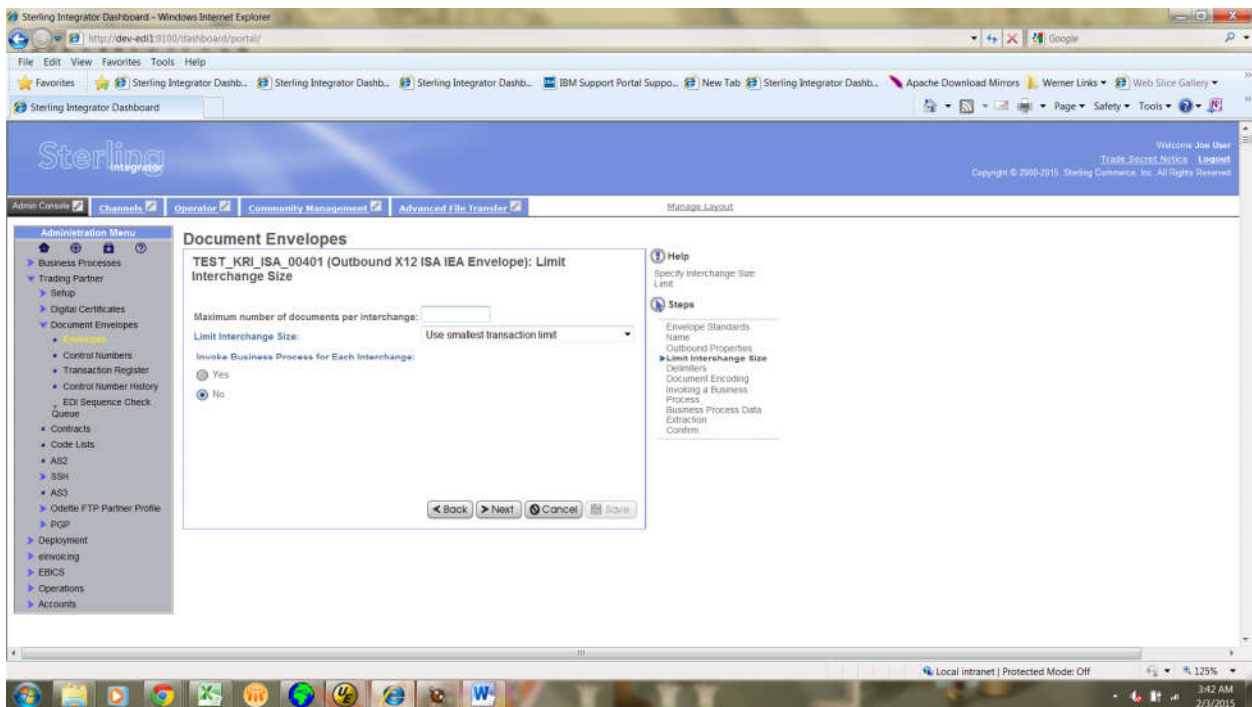 Sterling Integrator Dashboard - Windows Internet Explorer
http://dev-edi1:9100/dashboard/portal/
Google
File Edit View Favorites Tools Help
Favorites Sterling Integrator Dashb... Sterling Integrator Dashb... Sterling Integrator Dashb... IBM Support Portal Suppo... New Tab Sterling Integrator Dashb... Apache Download Mirrors Werner Links Web Slice Gallery
Sterling Integrator Dashboard
Page Safety Tools
Sterling Integrator
Welcome Joe User
Trade Secret Notice Logout
Copyright © 2000-2015. Sterling Commerce, Inc. All Rights Reserved
Admin Console Channels Operator Community Management Advanced File Transfer Manage Layout
Administration Menu
Business Processes
Trading Partner
Setup
Digital Certificates
Document Envelopes
Envelopes
Control Numbers
Transaction Register
Control Number History
EDI Sequence Check Queue
Contracts
Code Lists
AS2
SSH
AS3
Odette FTP Partner Profile
PGP
Deployment
eInvoicing
EBICS
Operations
Accounts
Document Envelopes
TEST_KRI_ISA_00401 (Outbound X12 ISA IEA Envelope): Limit
Interchange Size
Maximum number of documents per interchange:
Limit Interchange Size: Use smallest transaction limit
Invoke Business Process for Each Interchange:
Yes
No
Back Next Cancel Save
Help
Specify Interchange Size
Limit
Steps
Envelope Standards
Name
Outbound Properties
Limit Interchange Size
Delimiters
Document Encoding
Invoking a Business
Process
Business Process Data
Extraction
Confirm
Local intranet | Protected Mode: Off
125%
3:42 AM
2/3/2015